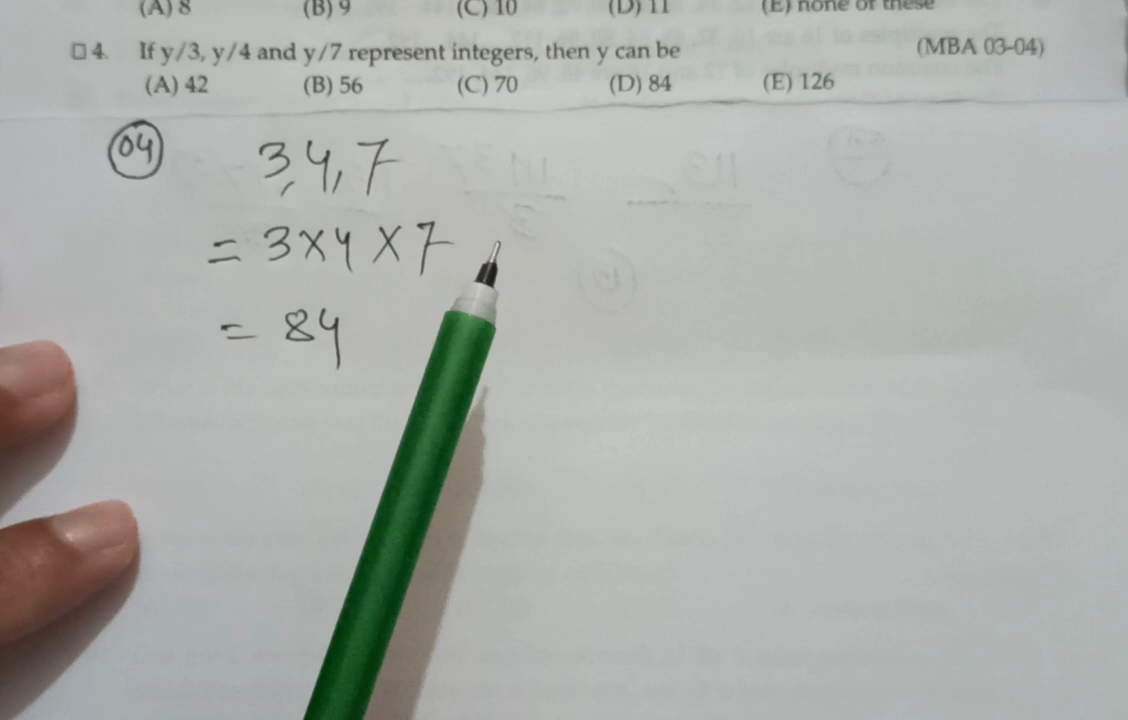 (A) 8 (B) 9 (C) 10 (D) 11 (E) none of these
□ 4. If y/3, y/4 and y/7 represent integers, then y can be (MBA 03-04)
(A) 42 (B) 56 (C) 70 (D) 84 (E) 126
04 3, 4, 7
= 3 × 4 × 7
= 84